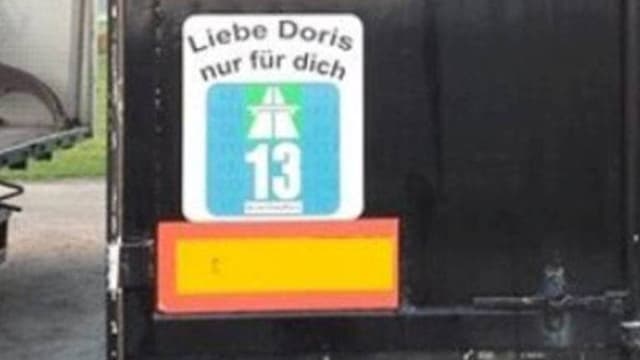 Liebe Doris
nur für dich
13